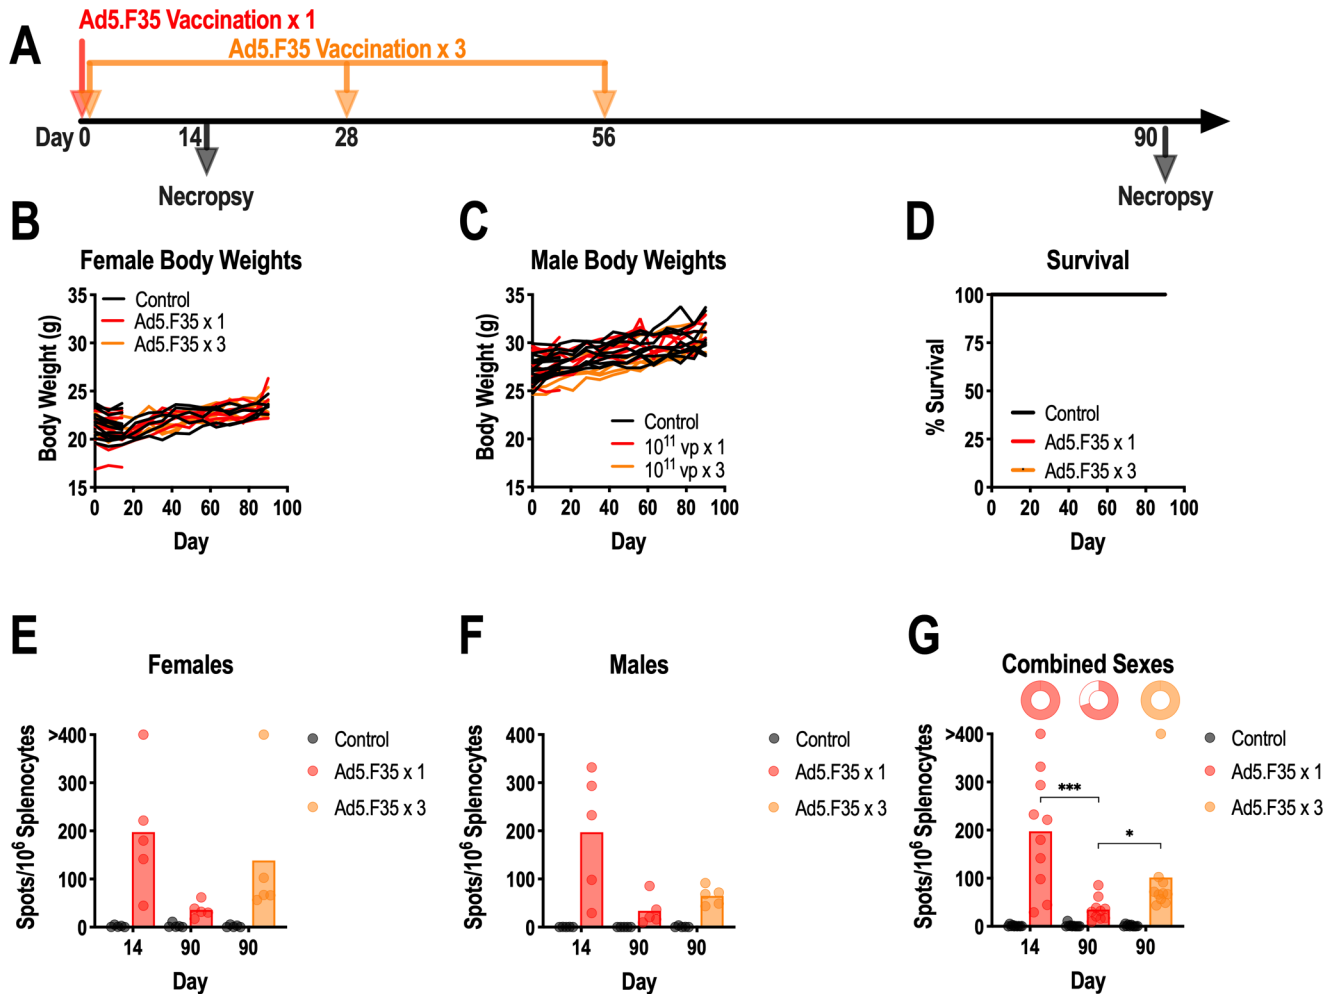 A
Ad5.F35 Vaccination x 1
Ad5.F35 Vaccination x 3
Day 0 14 28 56 90
Necropsy Necropsy
B
Female Body Weights
Body Weight (g)
35
30
25
20
15
Control
Ad5.F35 x 1
Ad5.F35 x 3
0 20 40 60 80 100
Day
C
Male Body Weights
Body Weight (g)
35
30
25
20
15
Control
10¹¹ vp x 1
10¹¹ vp x 3
0 20 40 60 80 100
Day
D
Survival
% Survival
100
75
50
25
0
Control
Ad5.F35 x 1
Ad5.F35 x 3
0 20 40 60 80 100
Day
E
Females
Spots/10⁶ Splenocytes
>400
300
200
100
0
Control
Ad5.F35 x 1
Ad5.F35 x 3
14 90 90
Day
F
Males
Spots/10⁶ Splenocytes
400
300
200
100
0
Control
Ad5.F35 x 1
Ad5.F35 x 3
14 90 90
Day
G
Combined Sexes
Spots/10⁶ Splenocytes
>400
300
200
100
0
***
*
Control
Ad5.F35 x 1
Ad5.F35 x 3
14 90 90
Day